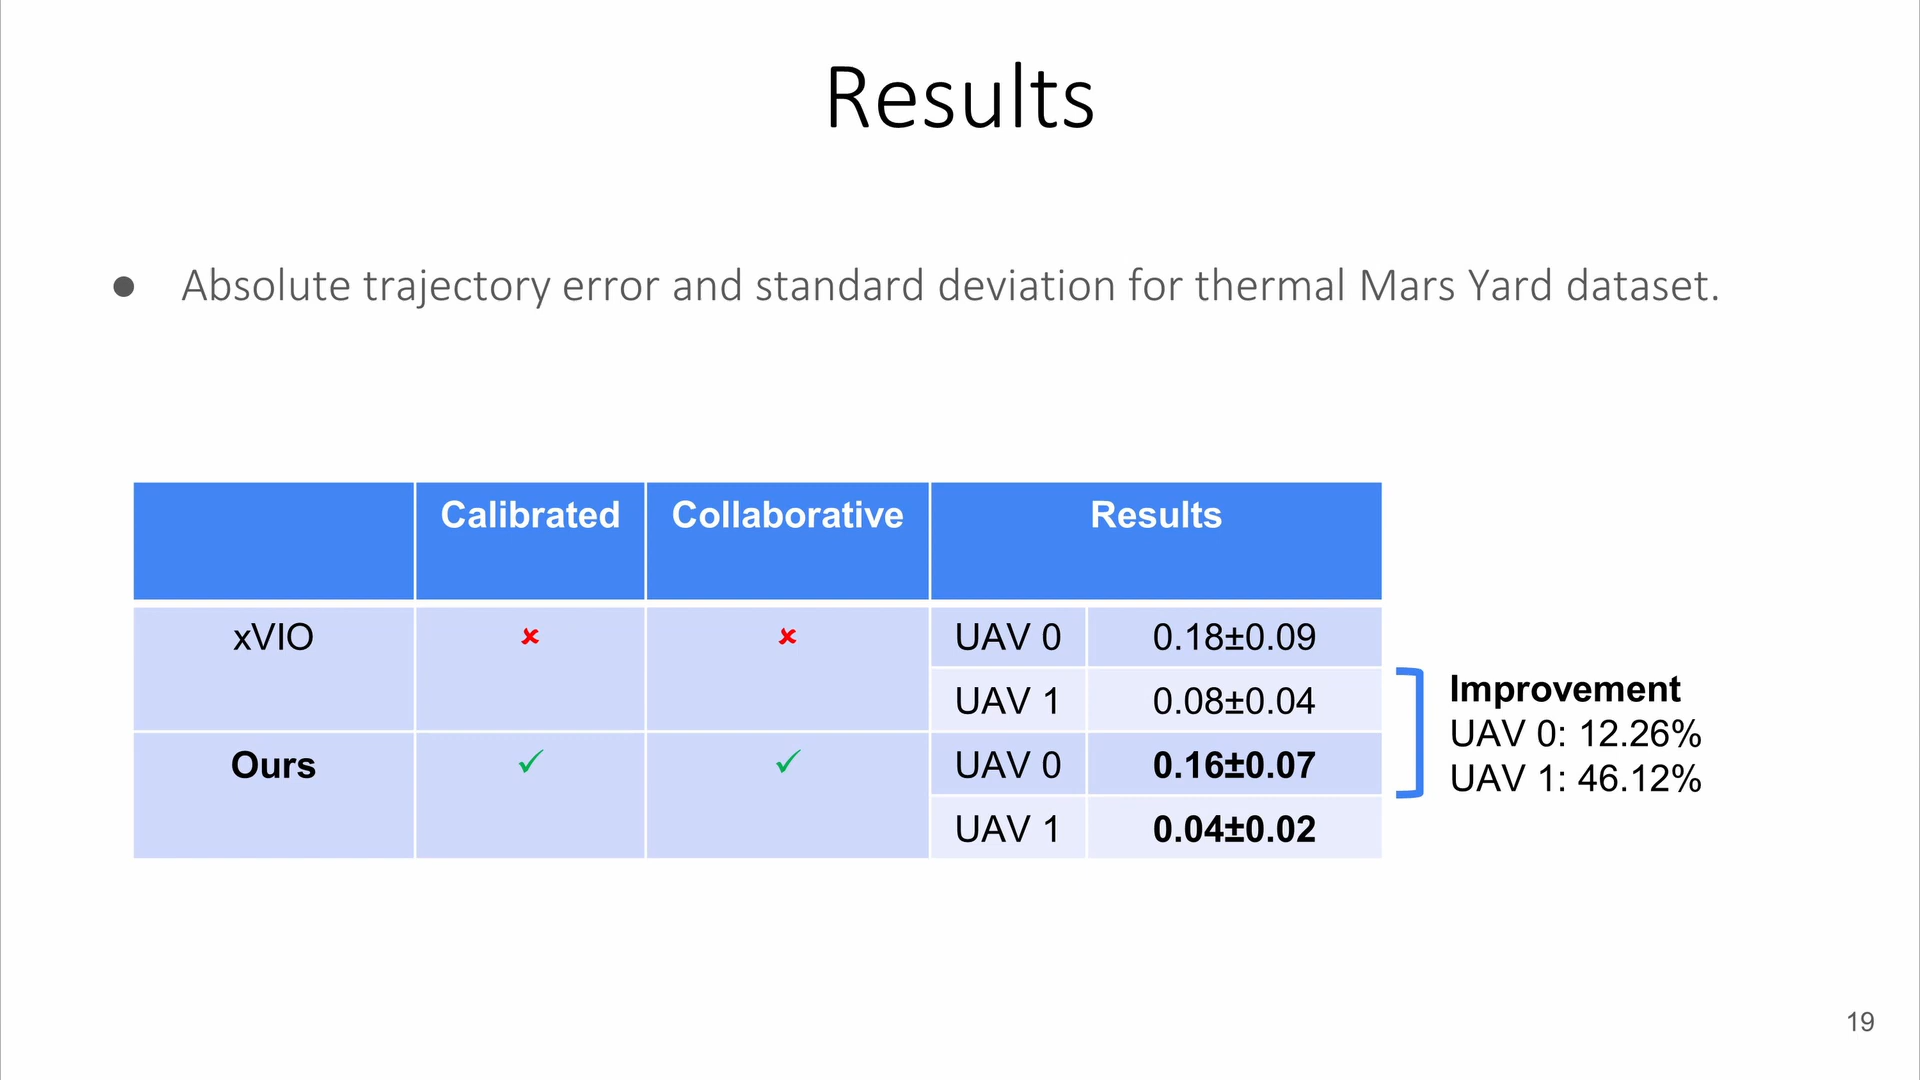 Results
● Absolute trajectory error and standard deviation for thermal Mars Yard dataset.
Calibrated Collaborative Results
xVIO ✘ ✘ UAV 0 0.18±0.09
UAV 1 0.08±0.04
Ours ✓ ✓ UAV 0 0.16±0.07
UAV 1 0.04±0.02
Improvement
UAV 0: 12.26%
UAV 1: 46.12%
19